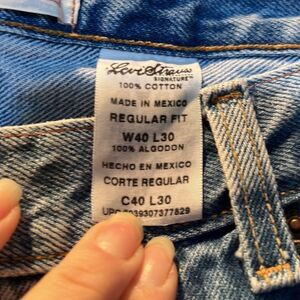 Levi Strauss
SIGNATURE™
100% COTTON
MADE IN MEXICO
REGULAR FIT
W40 L30
100% ALGODON
HECHO EN MEXICO
CORTE REGULAR
C40 L30